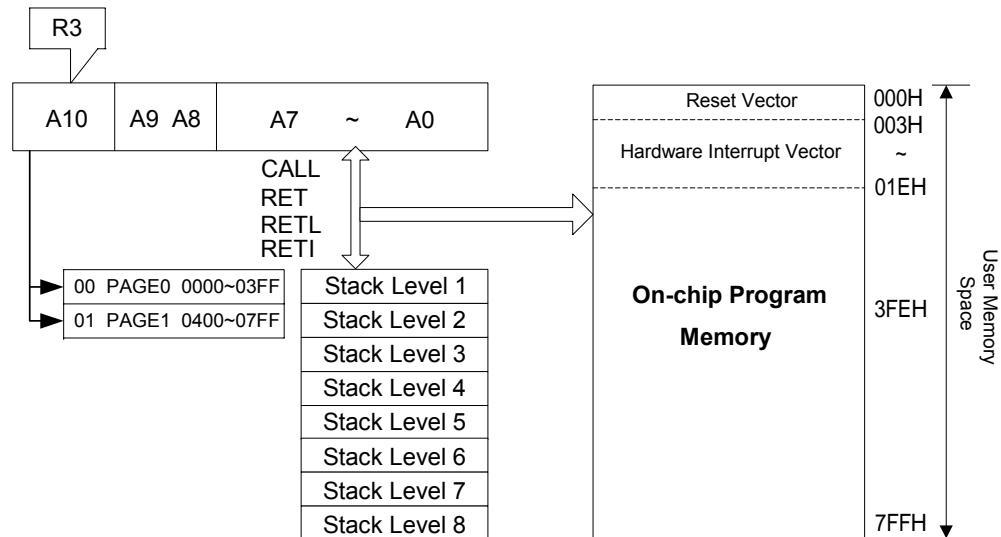 R3
A10 A9 A8 A7 ~ A0
CALL
RET
RETL
RETI
00 PAGE0 0000~03FF
01 PAGE1 0400~07FF
Stack Level 1
Stack Level 2
Stack Level 3
Stack Level 4
Stack Level 5
Stack Level 6
Stack Level 7
Stack Level 8
Reset Vector
Hardware Interrupt Vector
On-chip Program
Memory
000H
003H
~
01EH
3FEH
7FFH
User Memory
Space